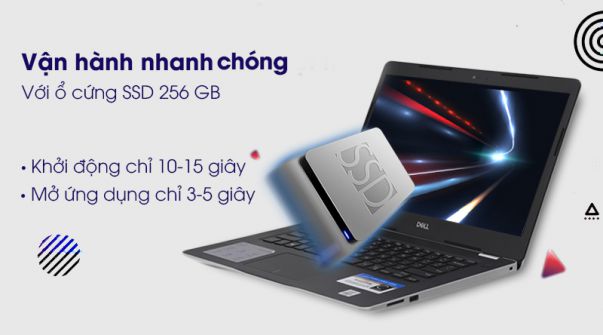 Vận hành nhanh chóng
Với ổ cứng SSD 256 GB
• Khởi động chỉ 10-15 giây
• Mở ứng dụng chỉ 3-5 giây
SSD
DELL